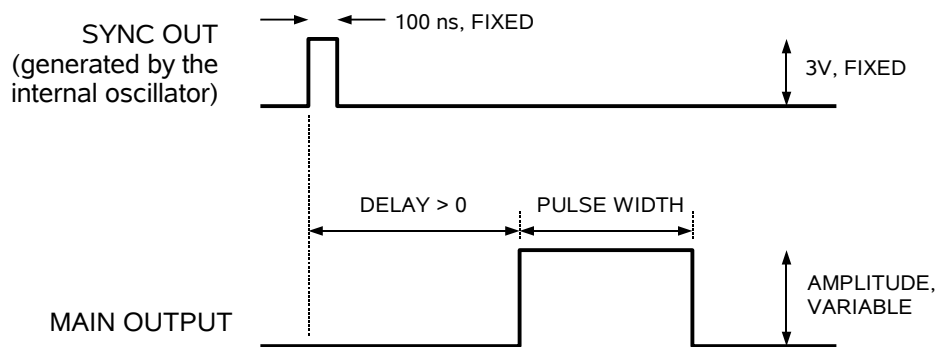 SYNC OUT
(generated by the
internal oscillator)
100 ns, FIXED
3V, FIXED
DELAY > 0
PULSE WIDTH
AMPLITUDE,
VARIABLE
MAIN OUTPUT